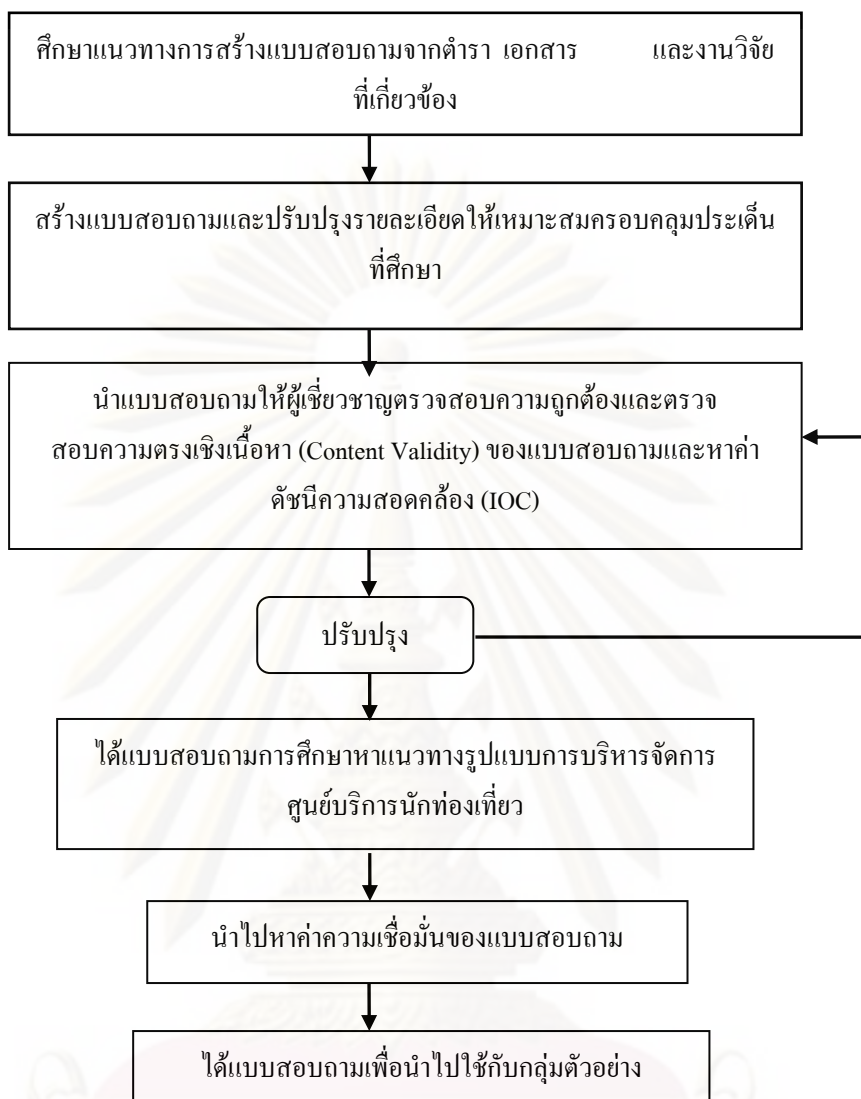 ศึกษาแนวทางการสร้างแบบสอบถามจากตำรา เอกสาร และงานวิจัย
ที่เกี่ยวข้อง
สร้างแบบสอบถามและปรับปรุงรายละเอียดให้เหมาะสมครอบคลุมประเด็น
ที่ศึกษา
นำแบบสอบถามให้ผู้เชี่ยวชาญตรวจสอบความถูกต้องและตรวจ
สอบความตรงเชิงเนื้อหา (Content Validity) ของแบบสอบถามและหาค่า
ดัชนีความสอดคล้อง (IOC)
ปรับปรุง
ได้แบบสอบถามการศึกษาหาแนวทางรูปแบบการบริหารจัดการ
ศูนย์บริการนักท่องเที่ยว
นำไปหาค่าความเชื่อมั่นของแบบสอบถาม
ได้แบบสอบถามเพื่อนำไปใช้กับกลุ่มตัวอย่าง